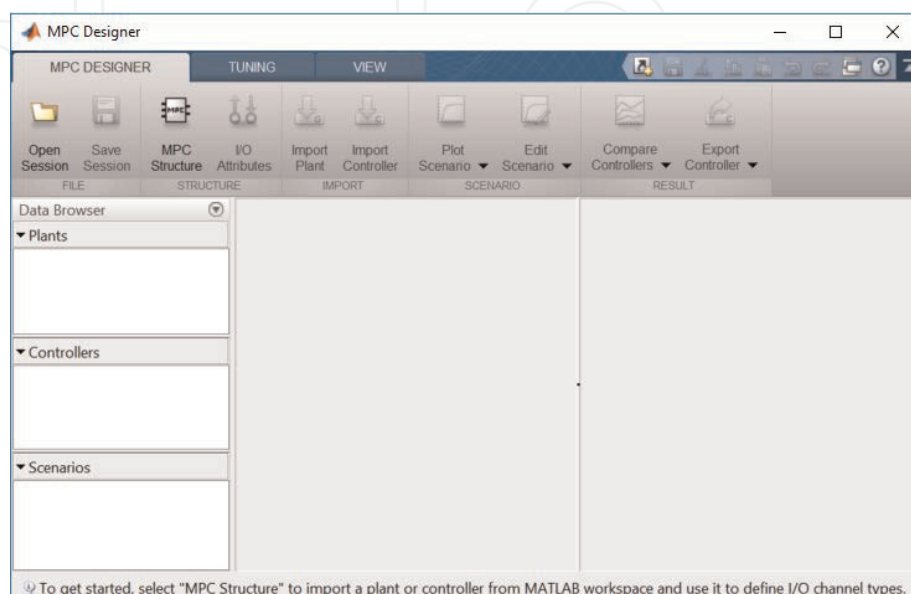 MPC Designer
MPC DESIGNER TUNING VIEW
Open Session
Save Session
MPC Structure
I/O Attributes
Import Plant
Import Controller
Plot Scenario
Edit Scenario
Compare Controllers
Export Controller
FILE STRUCTURE IMPORT SCENARIO RESULT
Data Browser
Plants
Controllers
Scenarios
To get started, select "MPC Structure" to import a plant or controller from MATLAB workspace and use it to define I/O channel types.